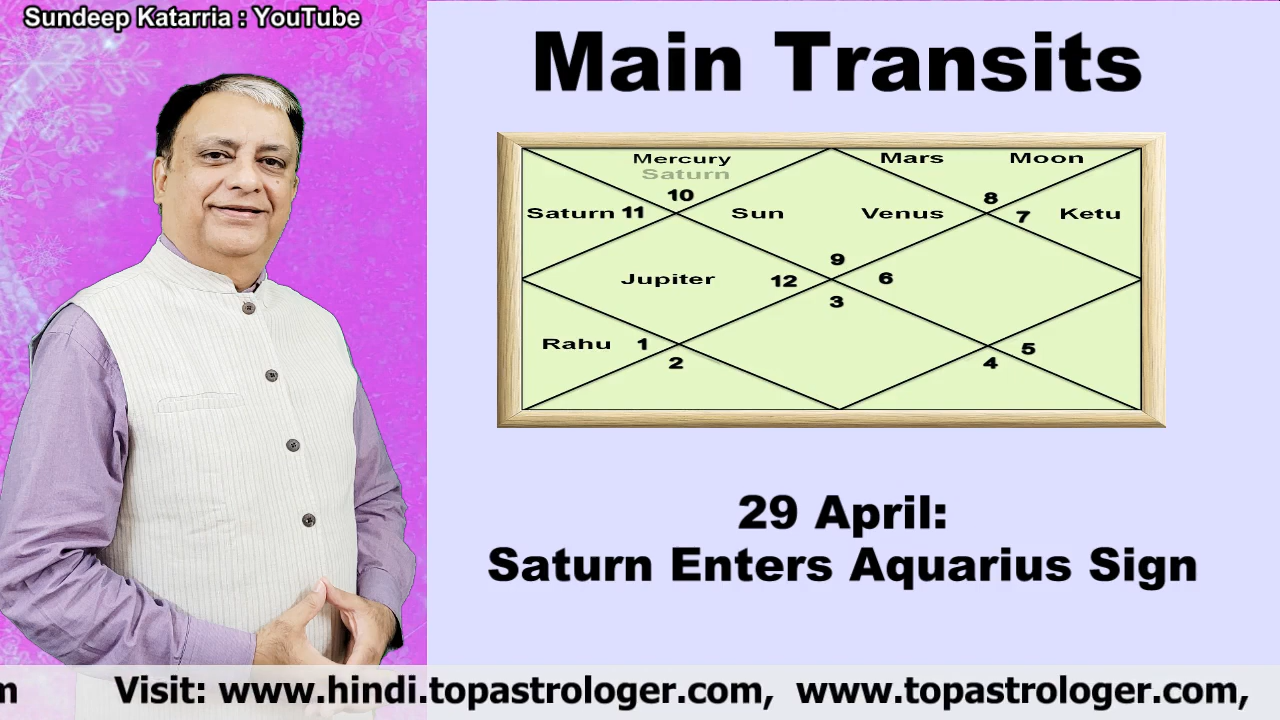 Sundeep Katarria : YouTube
Main Transits
Mercury
Mars Moon
Saturn
10
8
Saturn 11 Sun Venus 7 Ketu
9
Jupiter 12 6
3
Rahu 1 5
2 4
29 April:
Saturn Enters Aquarius Sign
m Visit: www.hindi.topastrologer.com, www.topastrologer.com,